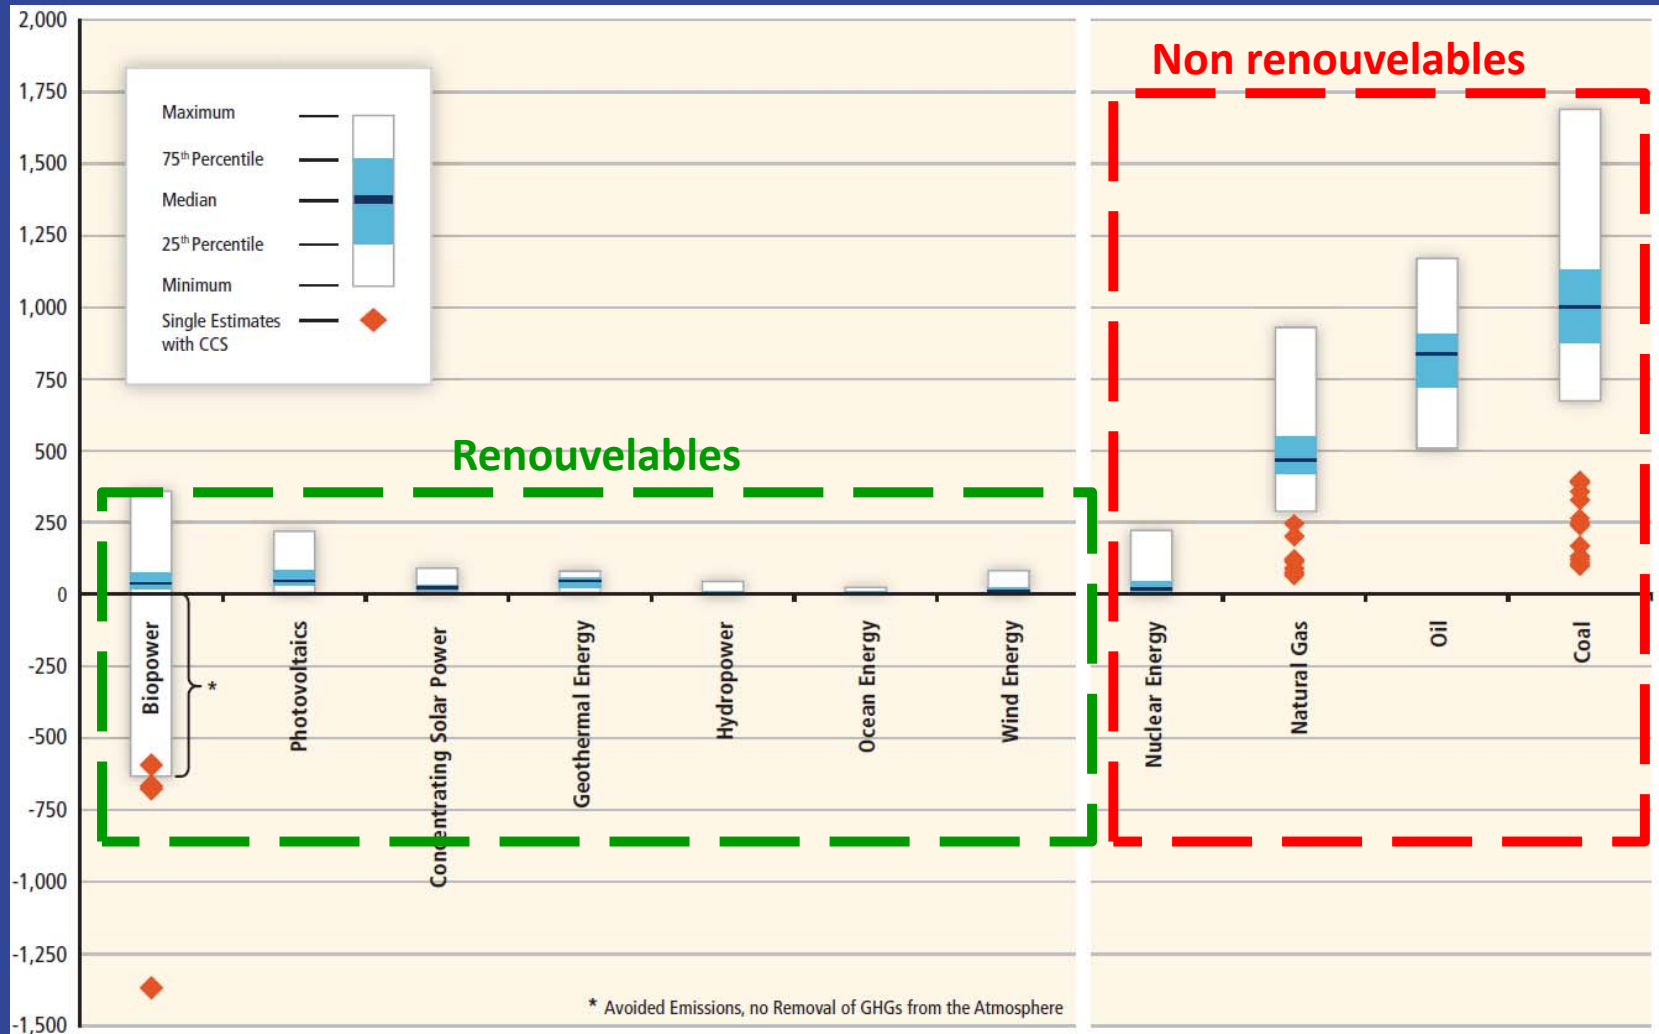 2,000
1,750
1,500
1,250
1,000
750
500
250
0
-250
-500
-750
-1,000
-1,250
-1,500
Maximum
75th Percentile
Median
25th Percentile
Minimum
Single Estimates
with CCS
Renouvelables
Non renouvelables
Biopower
*
Photovoltaics
Concentrating Solar Power
Geothermal Energy
Hydropower
Ocean Energy
Wind Energy
Nuclear Energy
Natural Gas
Oil
Coal
* Avoided Emissions, no Removal of GHGs from the Atmosphere